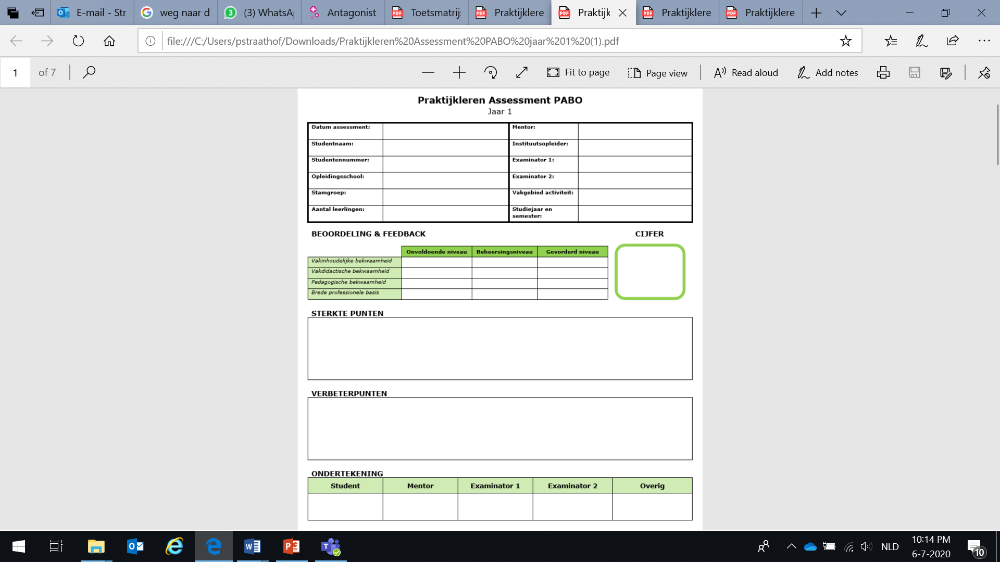 E-mail - Str
weg naar d
(3) WhatsA
Antagonist
Toetsmatrij
Praktijklere
Praktijk
Praktijklere
Praktijklere
file:///C:/Users/pstraathof/Downloads/Praktijkleren%20Assessment%20PABO%20jaar%201%20(1).pdf
1 of 7
Fit to page
Page view
Read aloud
Add notes
Praktijkleren Assessment PABO
Jaar 1
Datum assessment: Mentor:
Studentnaam: Instituutsopleider:
Studentennummer: Examinator 1:
Opleidingsschool: Examinator 2:
Stamgroep: Vakgebied activiteit:
Aantal leerlingen: Studiejaar en
semester:
BEOORDELING & FEEDBACK CIJFER
Onvoldoende niveau Beheersingsniveau Gevorderd niveau
Vakinhoudelijke bekwaamheid
Vakdidactische bekwaamheid
Pedagogische bekwaamheid
Brede professionele basis
STERKTE PUNTEN
VERBETERPUNTEN
ONDERTEKENING
Student Mentor Examinator 1 Examinator 2 Overig
NLD
10:14 PM
6-7-2020
10